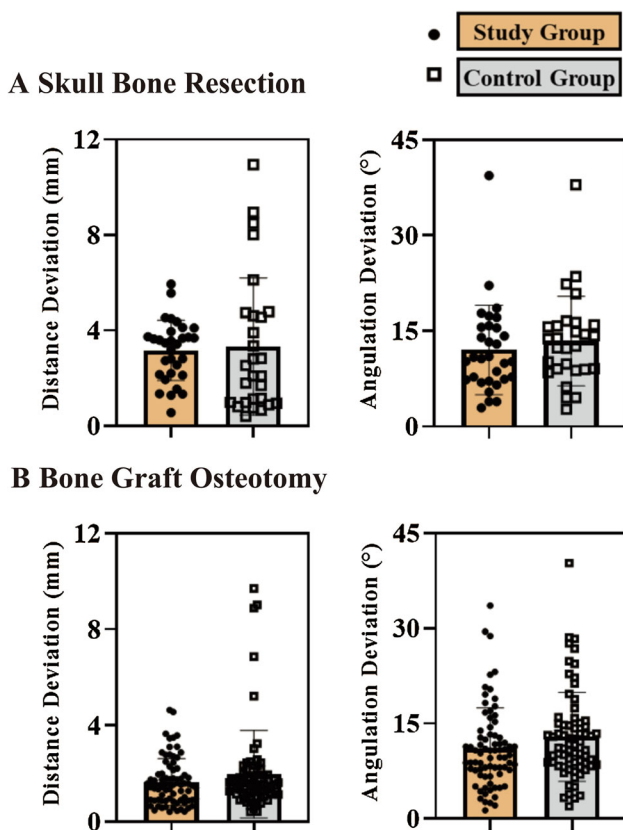 Study Group
Control Group
A Skull Bone Resection
Distance Deviation (mm)
12
8
4
0
Angulation Deviation (°)
45
30
15
0
B Bone Graft Osteotomy
Distance Deviation (mm)
12
8
4
0
Angulation Deviation (°)
45
30
15
0